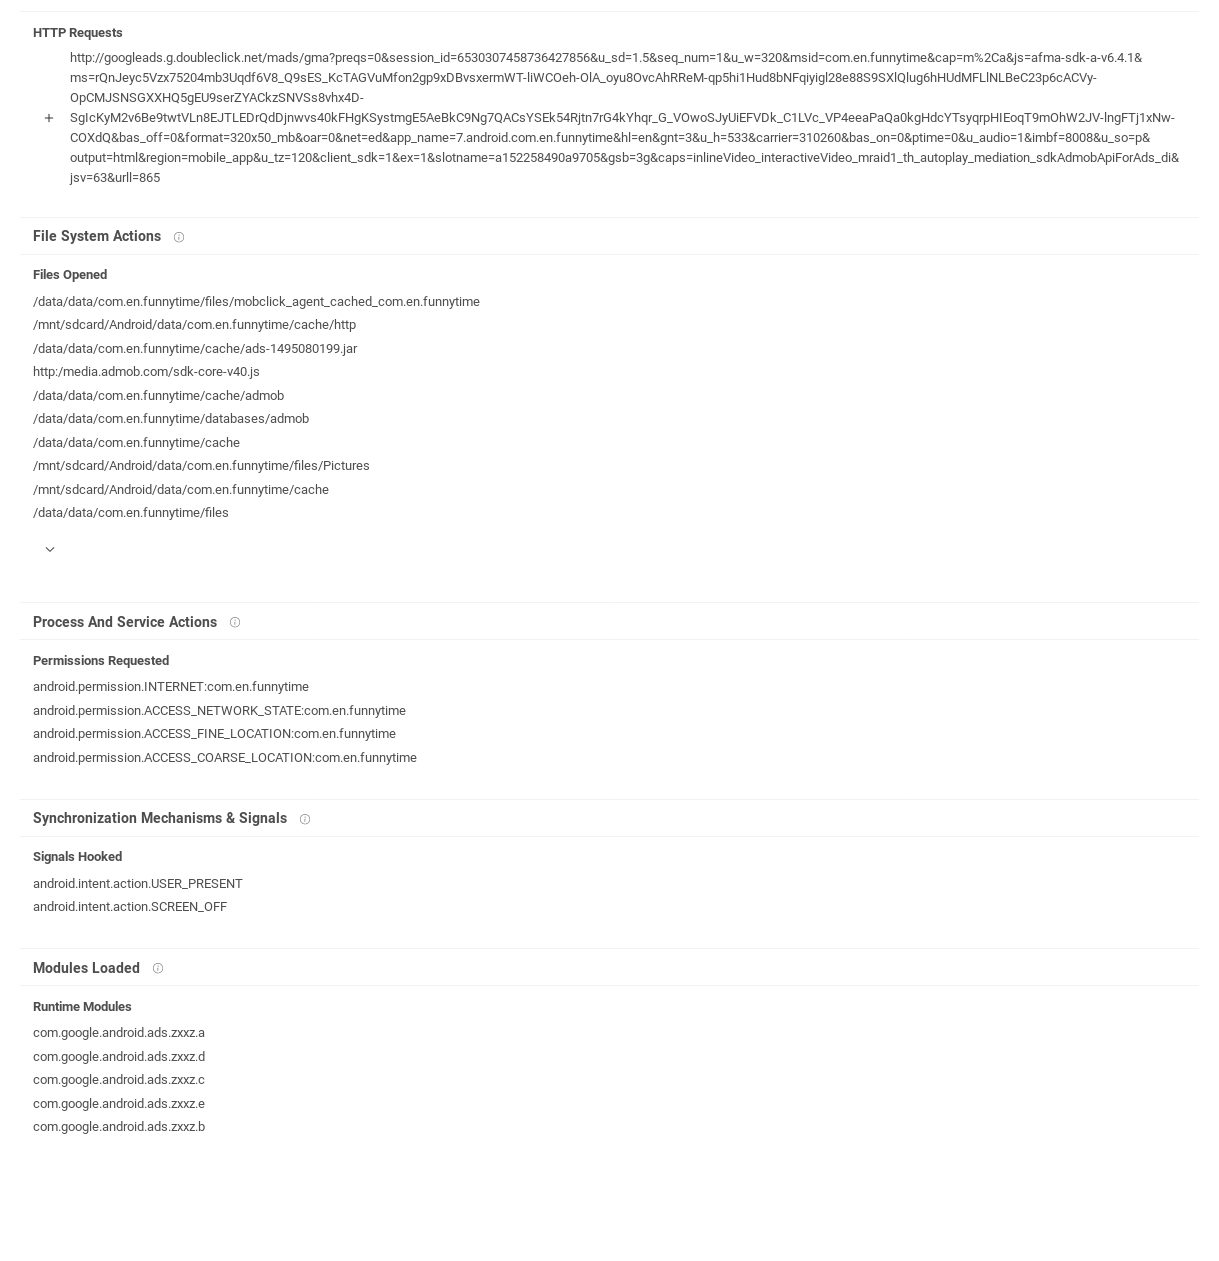 HTTP Requests
http://googleads.g.doubleclick.net/mads/gma?preqs=0&session_id=6530307458736427856&u_sd=1.5&seq_num=1&u_w=320&msid=com.en.funnytime&cap=m%2Ca&js=afma-sdk-a-v6.4.1&
ms=rQnJeyc5Vzx75204mb3Uqdf6V8_Q9sES_KcTAGVuMfon2gp9xDBvsxermWT-liWCOeh-OlA_oyu8OvcAhRReM-qp5hi1Hud8bNFqiyigl28e88S9SXlQlug6hHUdMFLlNLBeC23p6cACVy-
OpCMJSNSGXXHQ5gEU9serZYACkzSNVSs8vhx4D-
+ SgIcKyM2v6Be9twtVLn8EJTLEDrQdDjnwvs40kFHgKSystmgE5AeBkC9Ng7QACsYSEk54Rjtn7rG4kYhqr_G_VOwoSJyUiEFVDk_C1LVc_VP4eeaPaQa0kgHdcYTsyqrpHIEoqT9mOhW2JV-lngFTj1xNw-
COXdQ&bas_off=0&format=320x50_mb&oar=0&net=ed&app_name=7.android.com.en.funnytime&hl=en&gnt=3&u_h=533&carrier=310260&bas_on=0&ptime=0&u_audio=1&imbf=8008&u_so=p&
output=html&region=mobile_app&u_tz=120&client_sdk=1&ex=1&slotname=a152258490a9705&gsb=3g&caps=inlineVideo_interactiveVideo_mraid1_th_autoplay_mediation_sdkAdmobApiForAds_di&
jsv=63&urll=865
File System Actions
Files Opened
/data/data/com.en.funnytime/files/mobclick_agent_cached_com.en.funnytime
/mnt/sdcard/Android/data/com.en.funnytime/cache/http
/data/data/com.en.funnytime/cache/ads-1495080199.jar
http:/media.admob.com/sdk-core-v40.js
/data/data/com.en.funnytime/cache/admob
/data/data/com.en.funnytime/databases/admob
/data/data/com.en.funnytime/cache
/mnt/sdcard/Android/data/com.en.funnytime/files/Pictures
/mnt/sdcard/Android/data/com.en.funnytime/cache
/data/data/com.en.funnytime/files
Process And Service Actions
Permissions Requested
android.permission.INTERNET:com.en.funnytime
android.permission.ACCESS_NETWORK_STATE:com.en.funnytime
android.permission.ACCESS_FINE_LOCATION:com.en.funnytime
android.permission.ACCESS_COARSE_LOCATION:com.en.funnytime
Synchronization Mechanisms & Signals
Signals Hooked
android.intent.action.USER_PRESENT
android.intent.action.SCREEN_OFF
Modules Loaded
Runtime Modules
com.google.android.ads.zxxz.a
com.google.android.ads.zxxz.d
com.google.android.ads.zxxz.c
com.google.android.ads.zxxz.e
com.google.android.ads.zxxz.b